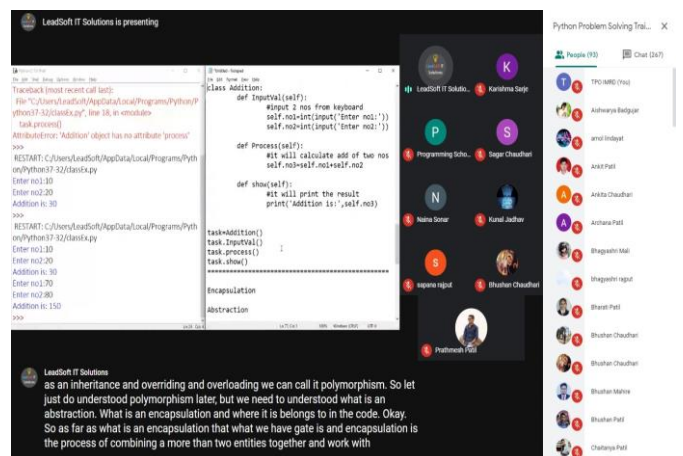 LeadSoft IT Solutions is presenting
Python Problem Solving Trai...
X
People (93)
Chat (267)
Traceback (most recent call last):
File "C:/Users/LeadSoft/AppData/Local/Programs/Python/P
ython37-32/classEx.py", line 18, in <module>
task.process()
AttributeError: 'Addition' object has no attribute 'process'
>>>
RESTART: C:/Users/LeadSoft/AppData/Local/Programs/Pyth
on/Python37-32/classEx.py
Enter no1:10
Enter no2:20
Addition is: 30
>>>
RESTART: C:/Users/LeadSoft/AppData/Local/Programs/Pyth
on/Python37-32/classEx.py
Enter no1:10
Enter no2:20
Addition is: 30
Enter no1:70
Enter no2:80
Addition is: 150
>>>
class Addition:
def InputVal(self):
#input 2 nos from keyboard
self.no1=int(input('Enter no1:'))
self.no2=int(input('Enter no2:'))
def Process(self):
#it will calculate add of two nos
self.no3=self.no1+self.no2
def show(self):
#it will print the result
print('Addition is:',self.no3)
task=Addition()
task.InputVal()
task.process()
task.show()
Encapsulation
Abstraction
LeadSoft IT Solutio...
K
Karishma Sarje
P
Programming Scho...
S
Sagar Chaudhari
N
Naina Sonar
Kunal Jadhav
S
sapana rajput
Bhushan Chaudhari
Prathmesh Patil
T
TPO IMRD (You)
Aishwarya Badgujar
amol lindayat
Ankit Patil
A
Ankita Chaudhari
A
Archana Patil
Bhagyashri Mali
bhagyashri rajput
Bharati Patil
Bhushan Chaudhari
Bhushan Chaudhari
Bhushan Mahire
Bhushan Patil
Chaitanya Patil
LeadSoft IT Solutions
as an inheritance and overriding and overloading we can call it polymorphism. So let
just do understood polymorphism later, but we need to understood what is an
abstraction. What is an encapsulation and where it is belongs to in the code. Okay.
So as far as what is an encapsulation that what we have gate is and encapsulation is
the process of combining a more than two entities together and work with